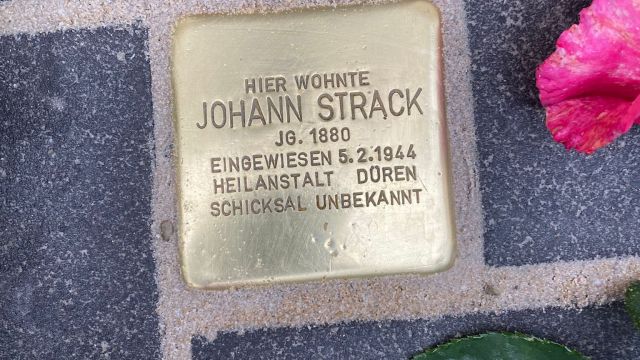 HIER WOHNTE
JOHANN STRACK
JG. 1880
EINGEWIESEN 5.2.1944
HEILANSTALT DÜREN
SCHICKSAL UNBEKANNT